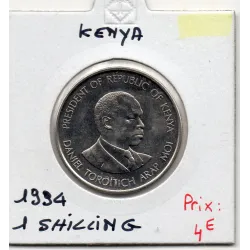 KENYA
PRESIDENT OF REPUBLIC OF KENYA
DANIEL TOROITICH ARAP MOI
1994
1 SHILLING
Prix:
4€